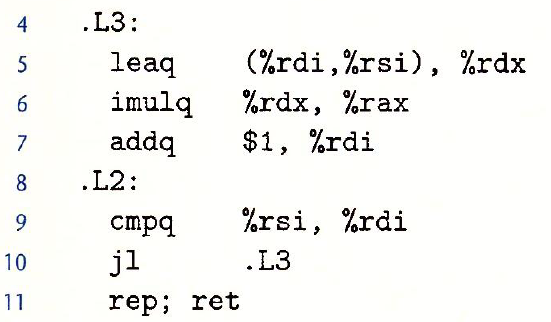 4 .L3:
5 leaq (%rdi,%rsi), %rdx
6 imulq %rdx, %rax
7 addq $1, %rdi
8 .L2:
9 cmpq %rsi, %rdi
10 jl .L3
11 rep; ret